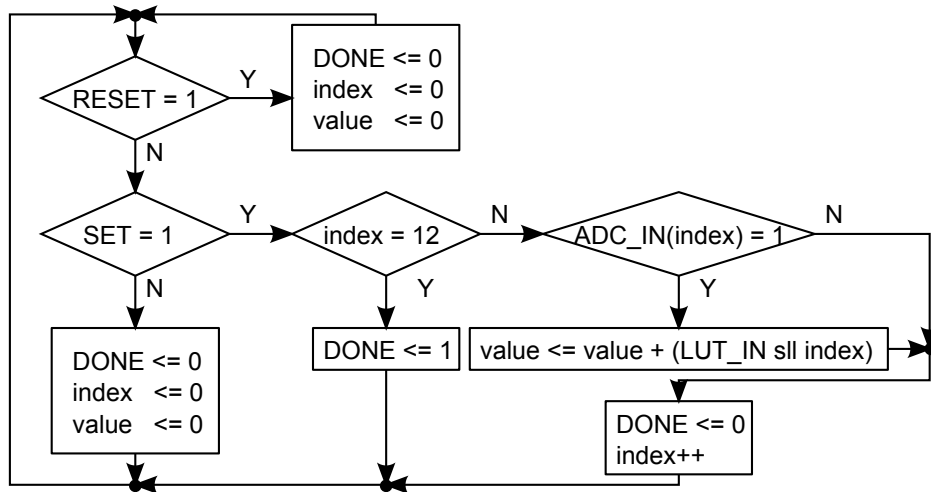 DONE <= 0
index <= 0
value <= 0
RESET = 1
Y
N
SET = 1
Y
index = 12
N
ADC_IN(index) = 1
N
N
Y
Y
DONE <= 0
index <= 0
value <= 0
DONE <= 1
value <= value + (LUT_IN sll index)
DONE <= 0
index++